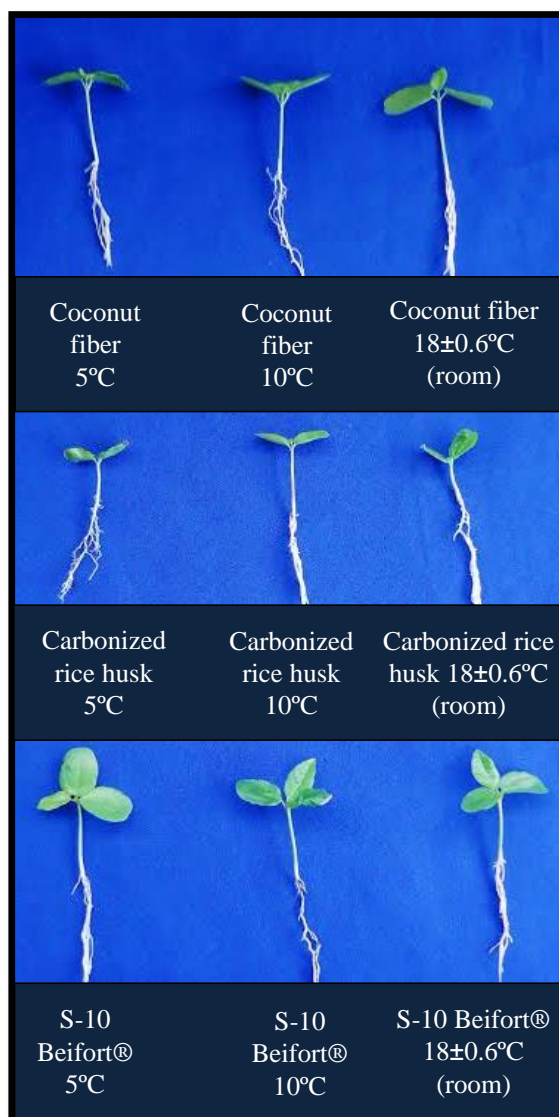 Coconut
fiber
5ºC
Coconut
fiber
10ºC
Coconut fiber
18±0.6ºC
(room)
Carbonized
rice husk
5ºC
Carbonized
rice husk
10ºC
Carbonized rice
husk 18±0.6ºC
(room)
S-10
Beifort®
5ºC
S-10
Beifort®
10ºC
S-10 Beifort®
18±0.6ºC
(room)